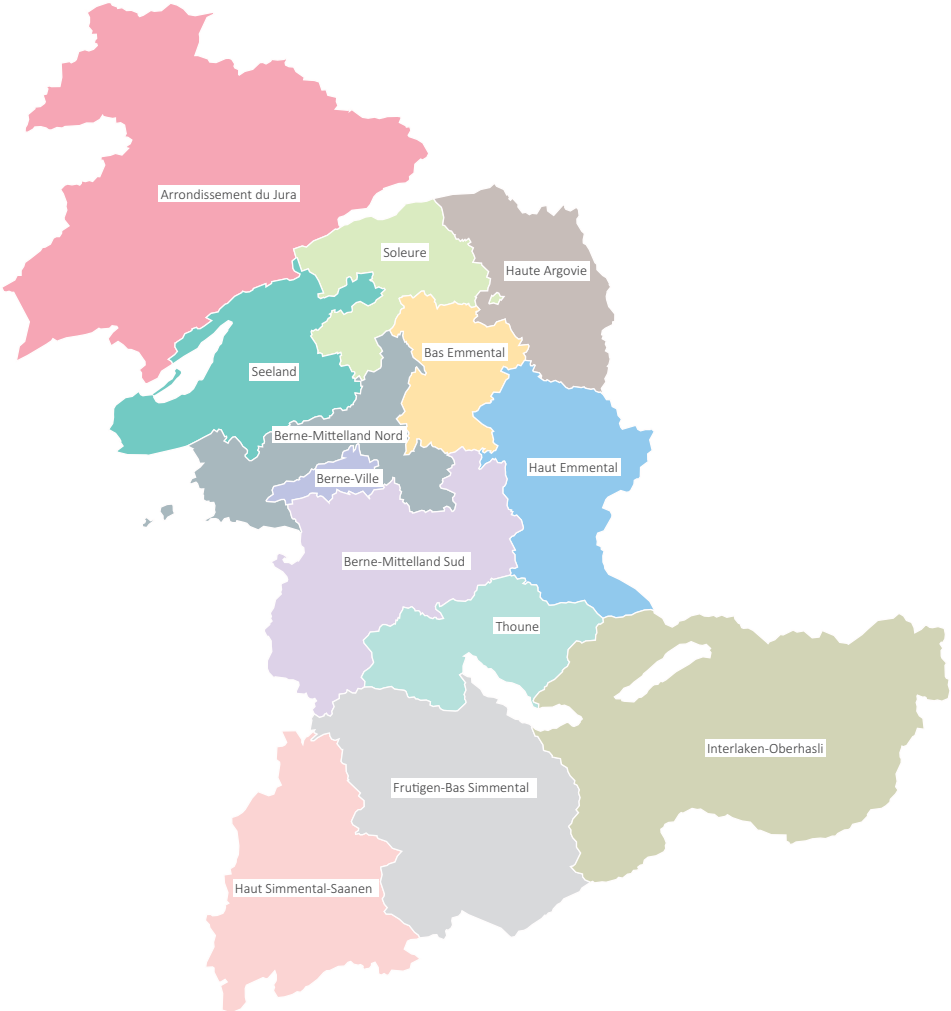 Arrondissement du Jura
Soleure
Haute Argovie
Bas Emmental
Seeland
Berne-Mittelland Nord
Haut Emmental
Berne-Ville
Berne-Mittelland Sud
Thoune
Interlaken-Oberhasli
Frutigen-Bas Simmental
Haut Simmental-Saanen